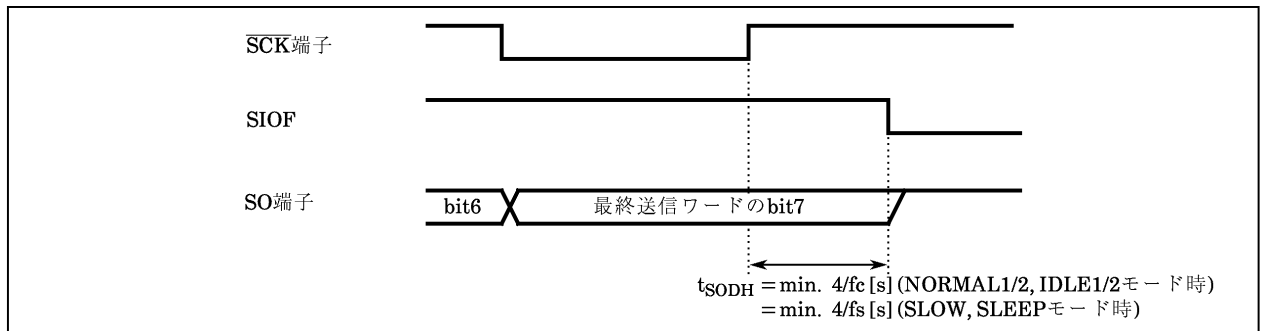 SCK端子
SIOF
SO端子
bit6
最終送信ワードのbit7
tSODH = min. 4/fc [s] (NORMAL1/2, IDLE1/2モード時)
= min. 4/fs [s] (SLOW, SLEEPモード時)